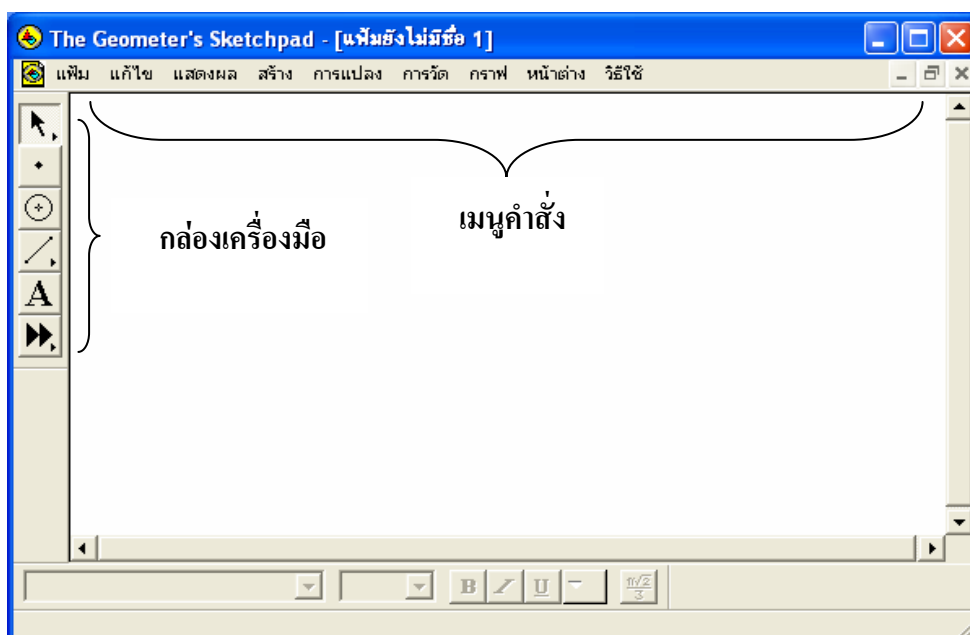 The Geometer's Sketchpad - [แฟ้มยังไม่มีชื่อ 1]
แฟ้ม แก้ไข แสดงผล สร้าง การแปลง การวัด กราฟ หน้าต่าง วิธีใช้
เมนูคำสั่ง
กล่องเครื่องมือ
A
B I U
π√2
3